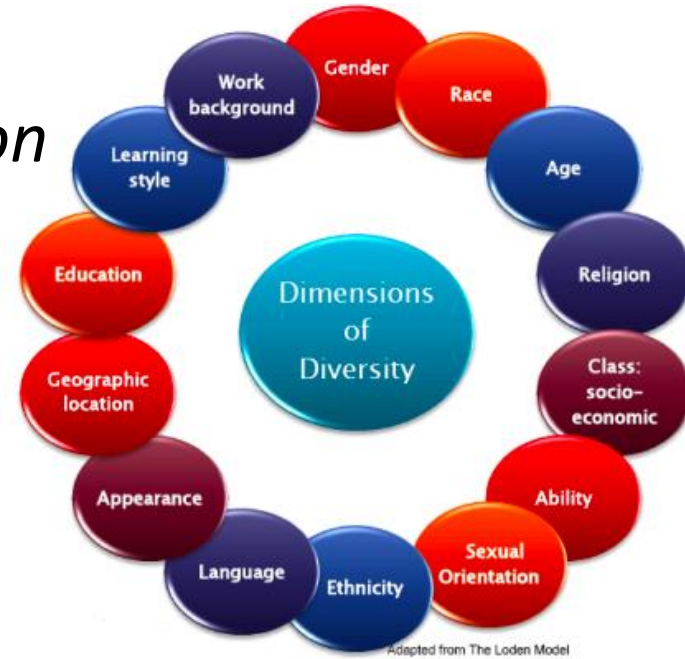 on
Gender
Race
Age
Religion
Class:
socio-
economic
Ability
Sexual
Orientation
Ethnicity
Language
Appearance
Geographic
location
Education
Learning
style
Work
background
Dimensions
of
Diversity
Adapted from The Loden Model